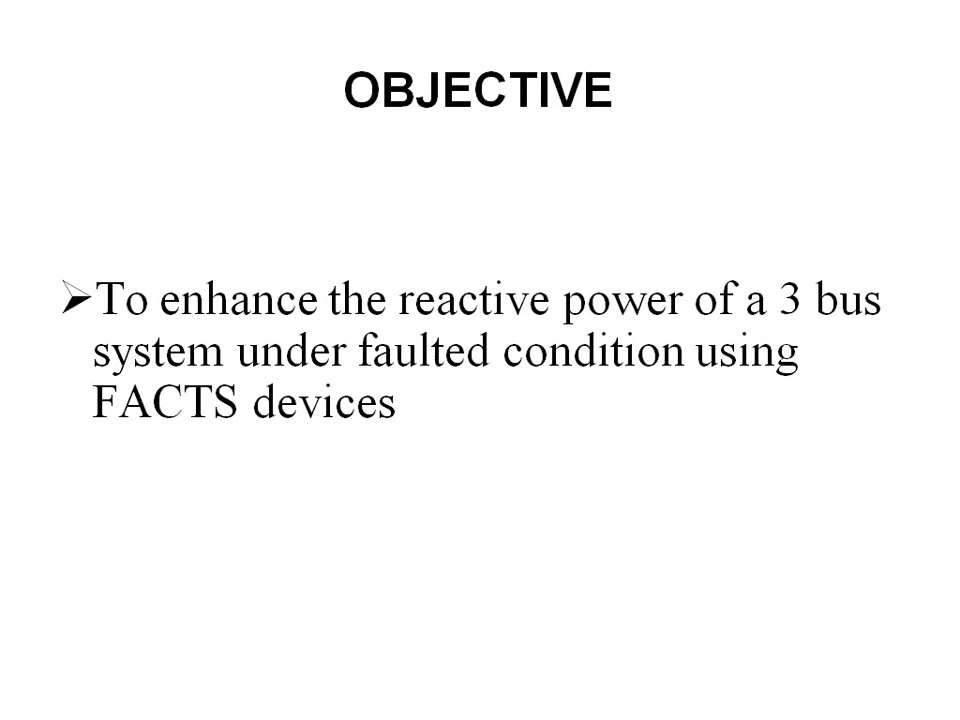 OBJECTIVE
➢To enhance the reactive power of a 3 bus
system under faulted condition using
FACTS devices